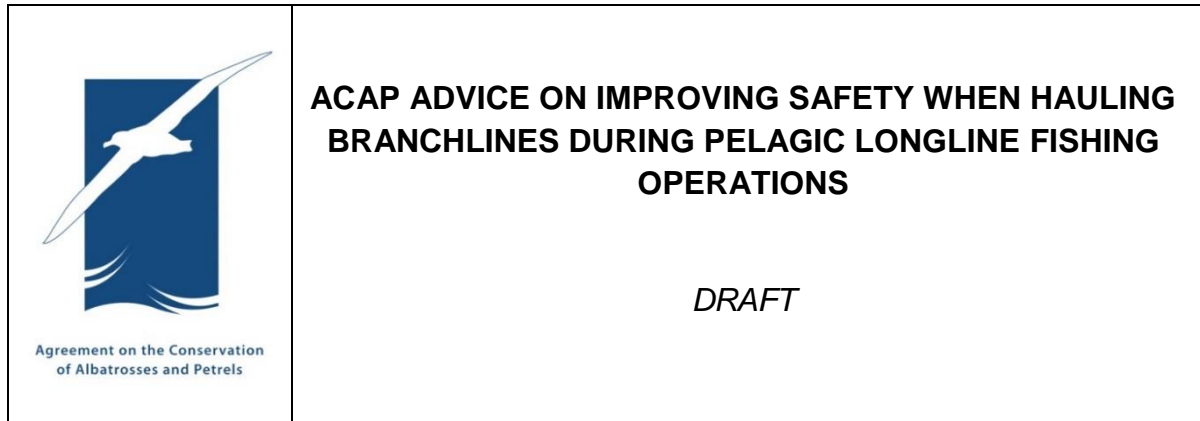 Agreement on the Conservation
of Albatrosses and Petrels
ACAP ADVICE ON IMPROVING SAFETY WHEN HAULING
BRANCHLINES DURING PELAGIC LONGLINE FISHING
OPERATIONS
DRAFT